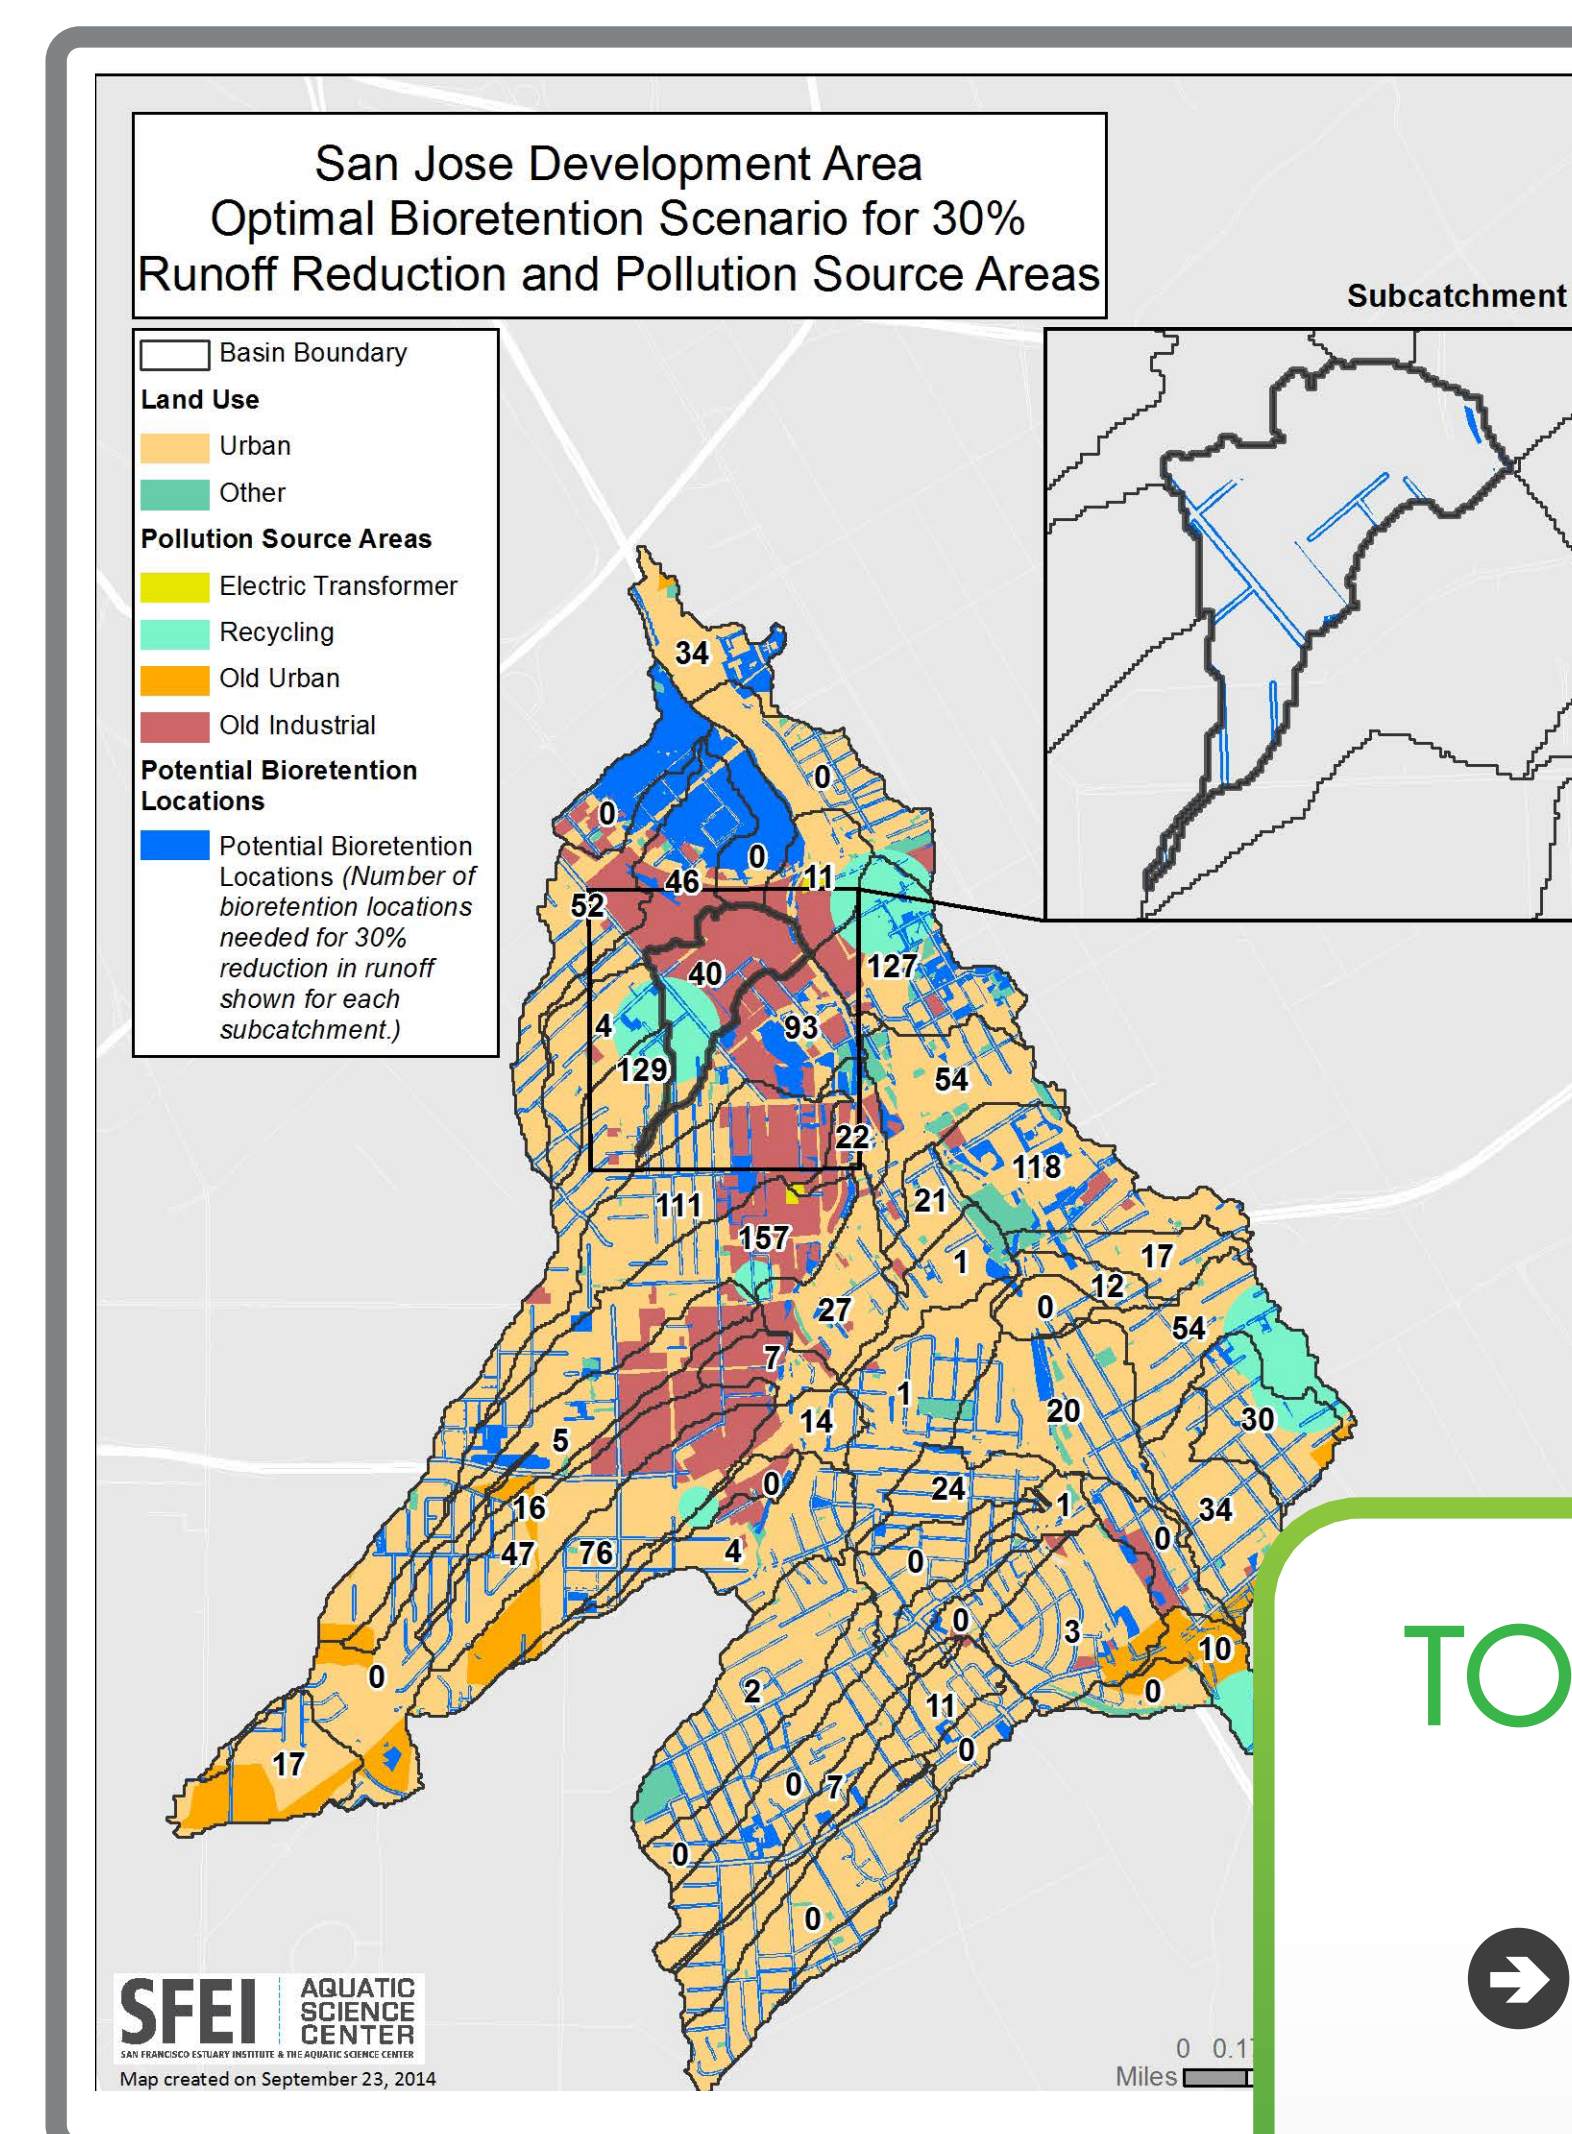 San Jose Development Area
Optimal Bioretention Scenario for 30%
Runoff Reduction and Pollution Source Areas
Subcatchment
Basin Boundary
Land Use
Urban
Other
Pollution Source Areas
Electric Transformer
Recycling
Old Urban
Old Industrial
Potential Bioretention
Locations
Potential Bioretention
Locations (Number of
bioretention locations
needed for 30%
reduction in runoff
shown for each
subcatchment.)
34
0
0
0
46
11
52
127
40
4
93
129
54
22
118
111
21
157
1
17
12
27
0
54
7
1
20
14
30
5
0
24
1
16
34
47
76
4
0
0
0
3
10
0
2
0
11
0
17
0
7
0
0
TO
SFEI
AQUATIC
SCIENCE
CENTER
SAN FRANCISCO ESTUARY INSTITUTE & THE AQUATIC SCIENCE CENTER
Map created on September 23, 2014
0 0.1
Miles